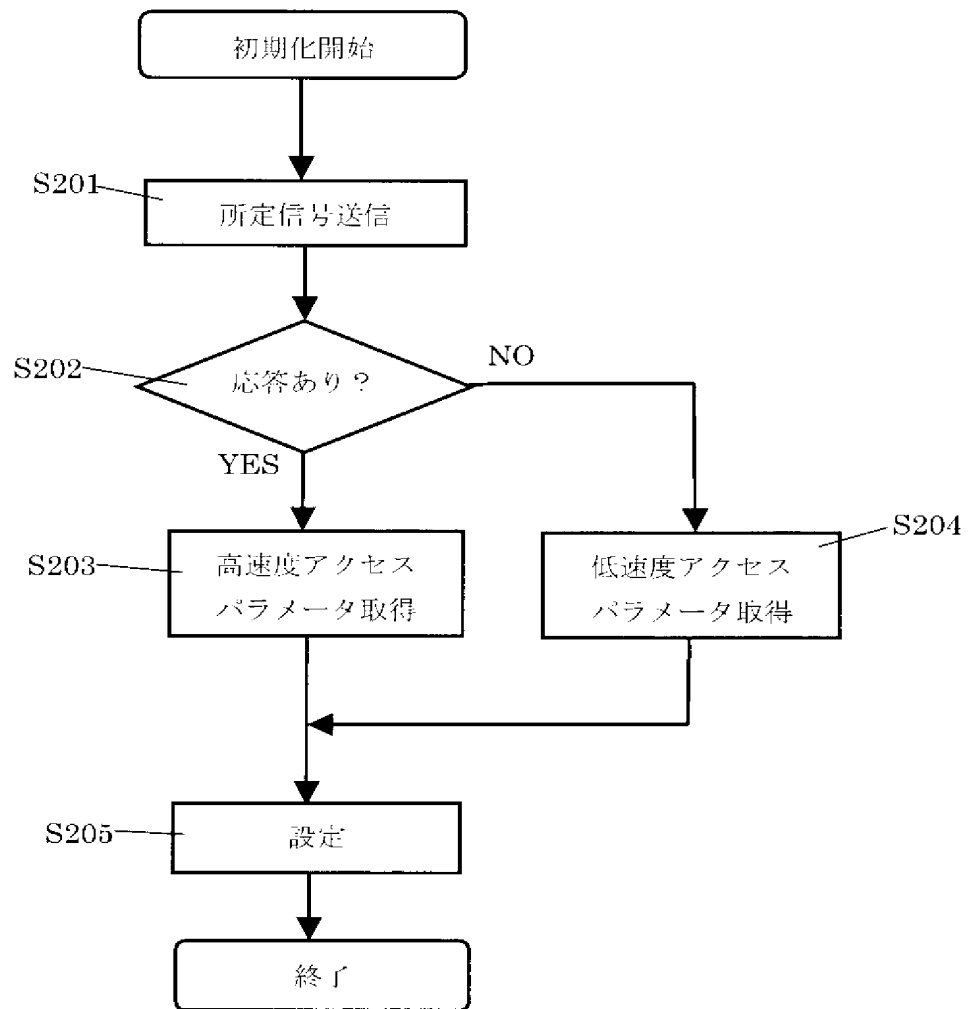 初期化開始
S201
所定信号送信
S202
応答あり？
NO
YES
S203
高速度アクセス
パラメータ取得
S204
低速度アクセス
パラメータ取得
S205
設定
終了